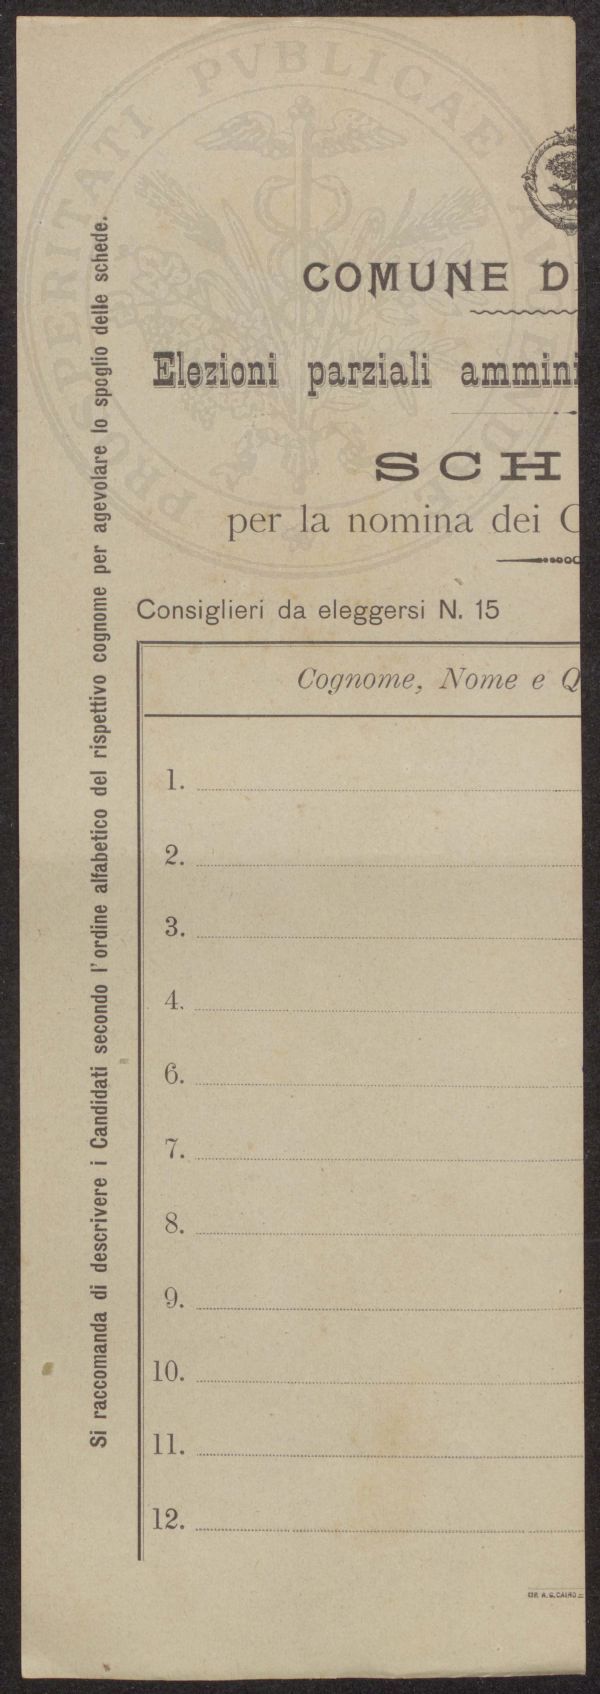 PROSPERITATI PVBLICAE
COMUNE D
Elezioni parziali ammini
SCH
per la nomina dei C
Consiglieri da eleggersi N. 15
Cognome, Nome e Q
1.
2.
3.
4.
6.
7.
8.
9.
10.
11.
12.
Si raccomanda di descrivere i Candidati secondo l'ordine alfabetico del rispettivo cognome per agevolare lo spoglio delle schede.